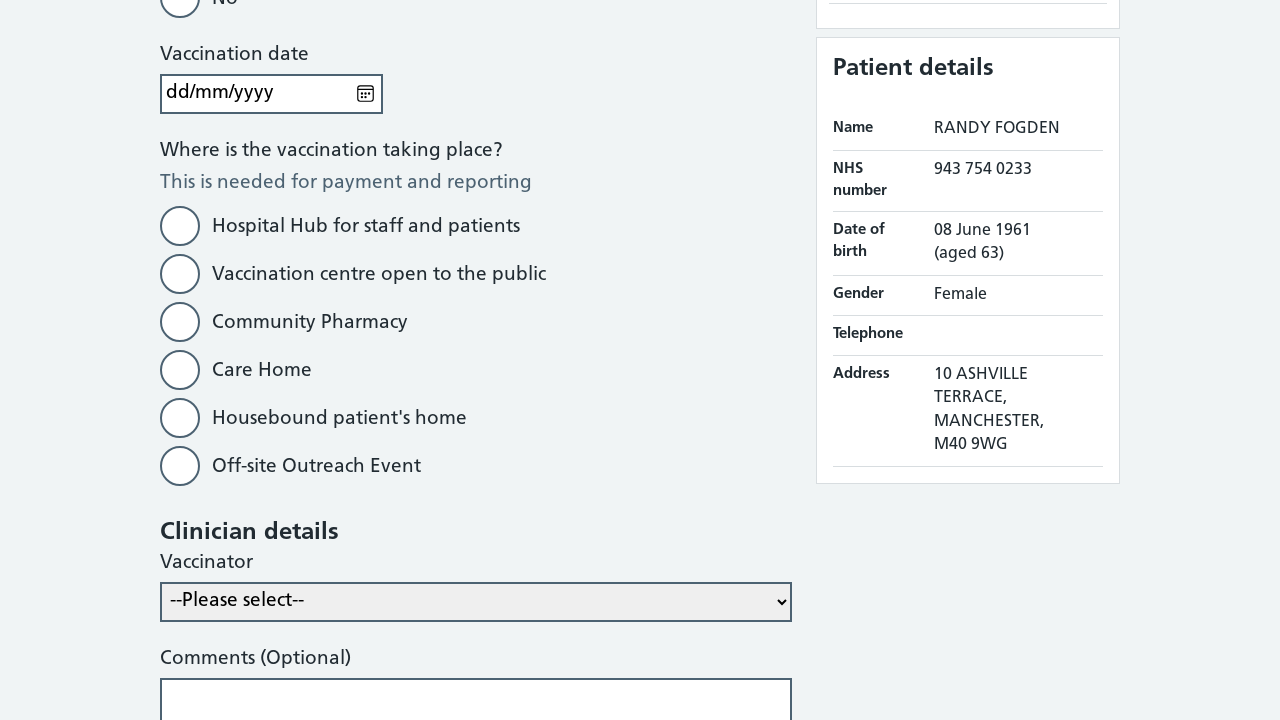 No
Vaccination date
dd/mm/yyyy
Where is the vaccination taking place?
This is needed for payment and reporting
Hospital Hub for staff and patients
Vaccination centre open to the public
Community Pharmacy
Care Home
Housebound patient's home
Off-site Outreach Event
Clinician details
Vaccinator
--Please select--
Comments (Optional)
Patient details
Name RANDY FOGDEN
NHS number 943 754 0233
Date of birth 08 June 1961
(aged 63)
Gender Female
Telephone
Address 10 ASHVILLE
TERRACE,
MANCHESTER,
M40 9WG